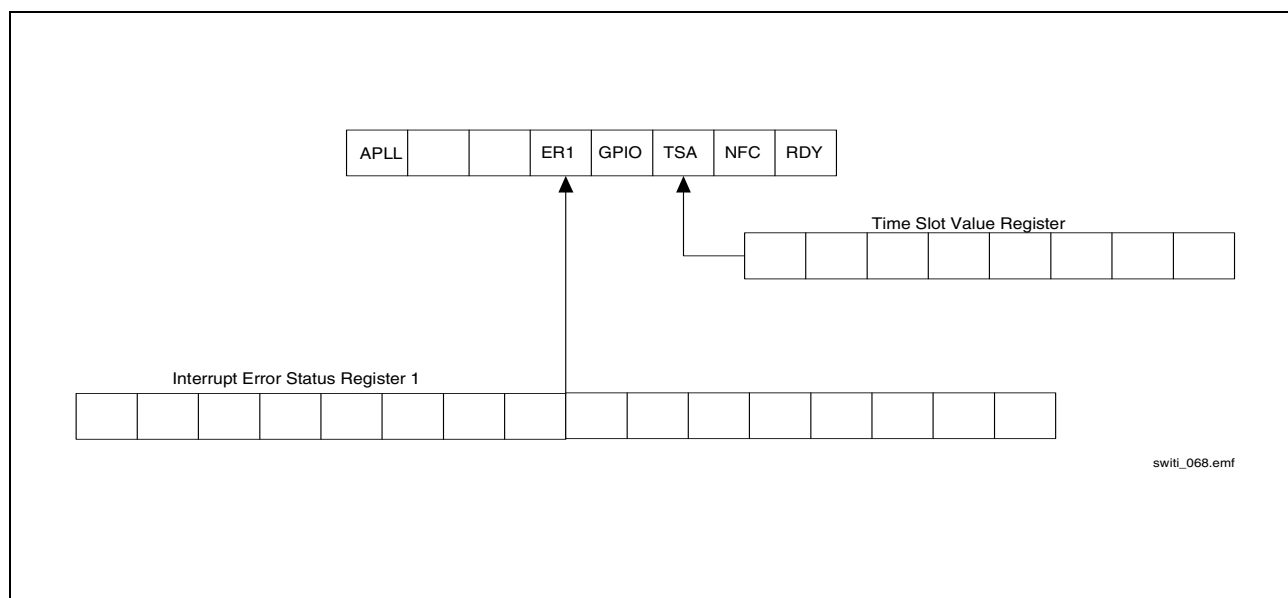 APLL ER1 GPIO TSA NFC RDY
Time Slot Value Register
Interrupt Error Status Register 1
switi_068.emf